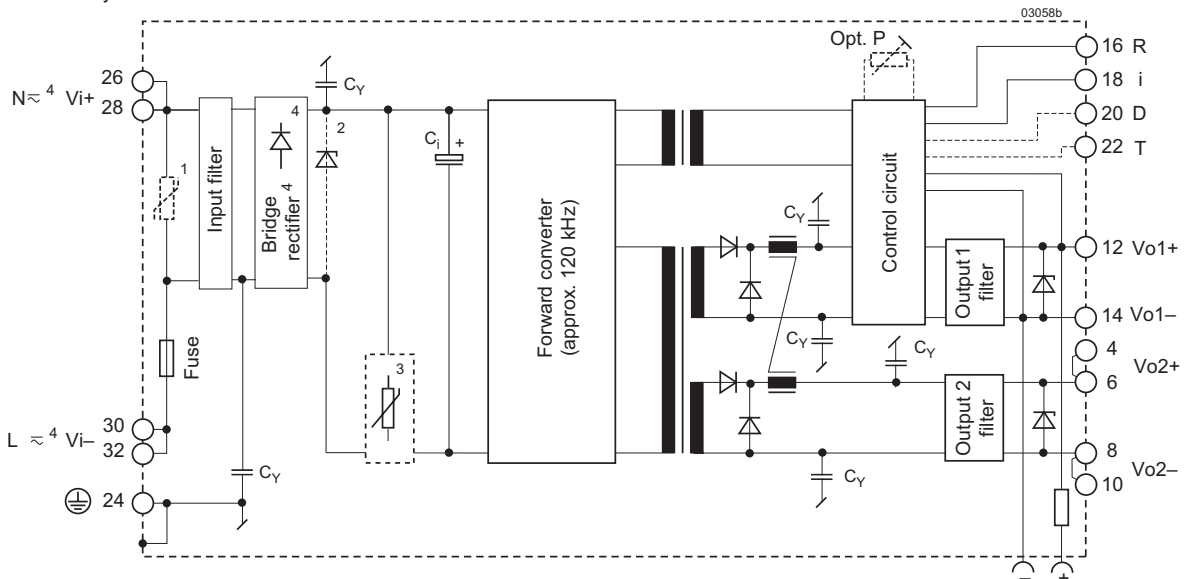 03058b
Opt. P
16 R
18 i
20 D
22 T
26
N≂ 4 Vi+
28
1
Input filter
4
Bridge
rectifier 4
2
CY
Ci +
Forward converter
(approx. 120 kHz)
Control circuit
CY
CY
CY
CY
Output 1
filter
Output 2
filter
12 Vo1+
14 Vo1–
4
Vo2+
6
8
Vo2–
10
Fuse
3
30
L ≂ 4 Vi–
32
CY
24
–
+